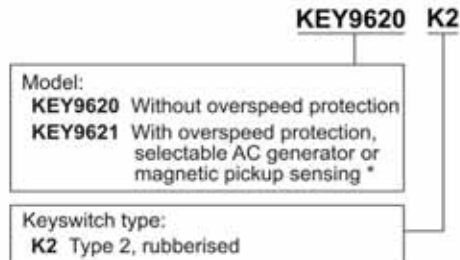 KEY9620 K2
Model:
KEY9620 Without overspeed protection
KEY9621 With overspeed protection,
selectable AC generator or
magnetic pickup sensing *
Keyswitch type:
K2 Type 2, rubberised